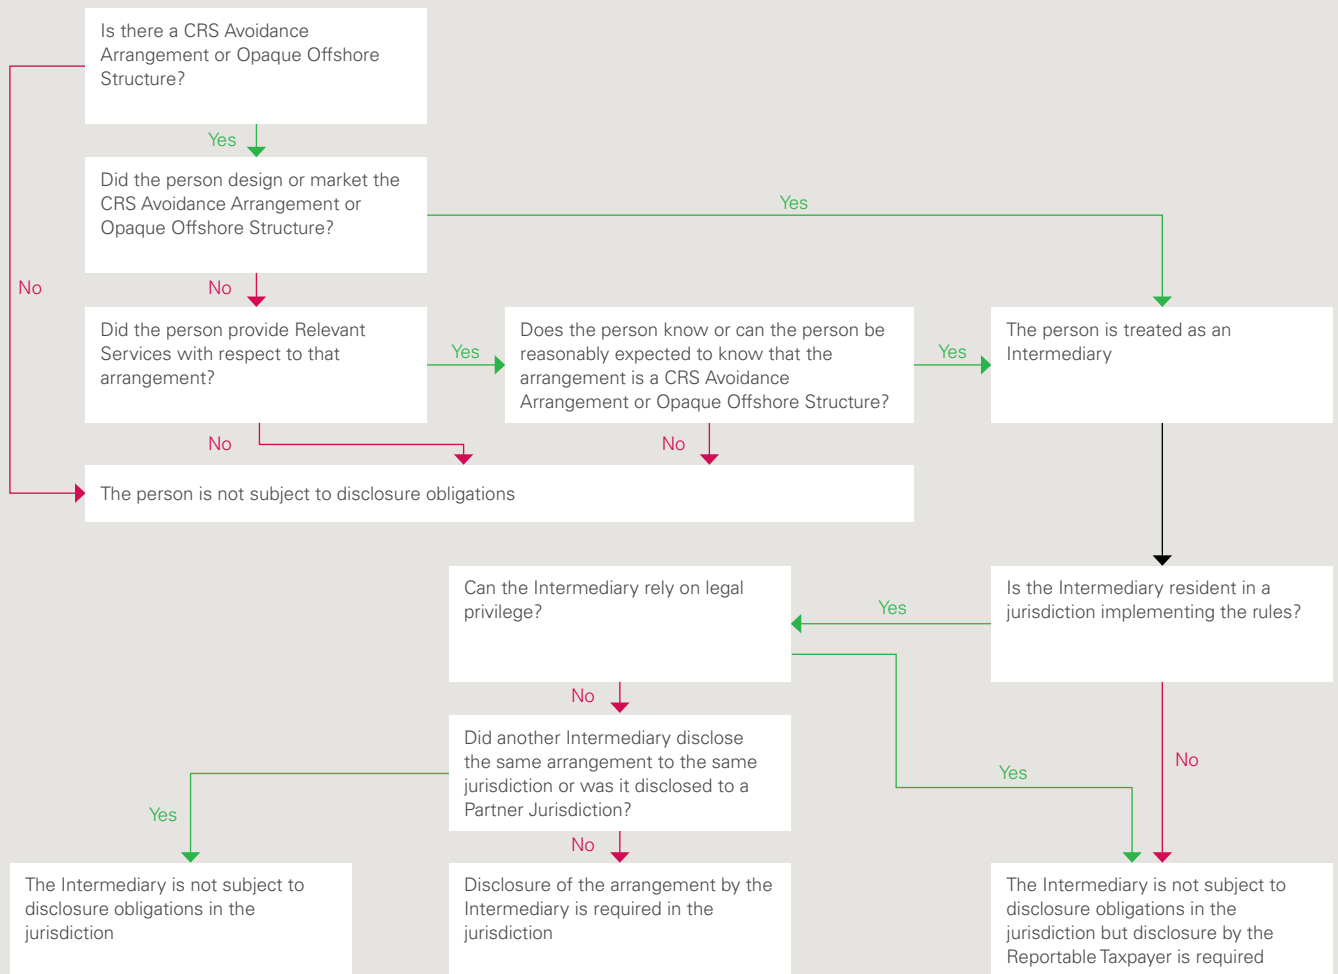 Is there a CRS Avoidance
Arrangement or Opaque Offshore
Structure?
Yes
Did the person design or market the
CRS Avoidance Arrangement or
Opaque Offshore Structure?
Yes
No
No
Did the person provide Relevant
Services with respect to that
arrangement?
Yes
Does the person know or can the person be
reasonably expected to know that the
arrangement is a CRS Avoidance
Arrangement or Opaque Offshore Structure?
Yes
The person is treated as an
Intermediary
No
No
The person is not subject to disclosure obligations
Can the Intermediary rely on legal
privilege?
Yes
Is the Intermediary resident in a
jurisdiction implementing the rules?
No
Did another Intermediary disclose
the same arrangement to the same
jurisdiction or was it disclosed to a
Partner Jurisdiction?
Yes
No
Yes
No
The Intermediary is not subject to
disclosure obligations in the
jurisdiction
Disclosure of the arrangement by the
Intermediary is required in the
jurisdiction
The Intermediary is not subject to
disclosure obligations in the
jurisdiction but disclosure by the
Reportable Taxpayer is required